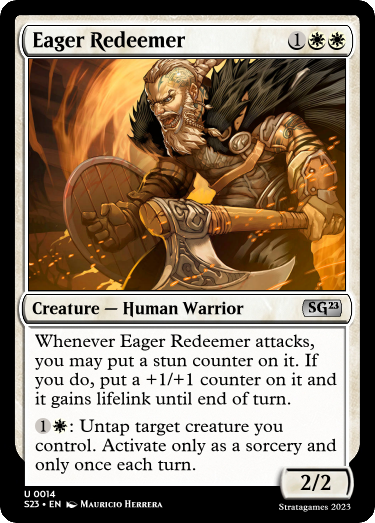 Eager Redeemer 1
Creature — Human Warrior SG23
Whenever Eager Redeemer attacks,
you may put a stun counter on it. If
you do, put a +1/+1 counter on it and
it gains lifelink until end of turn.
1: Untap target creature you
control. Activate only as a sorcery and
only once each turn.
2/2
U 0014
S23 • EN Mauricio Herrera
Stratagames 2023